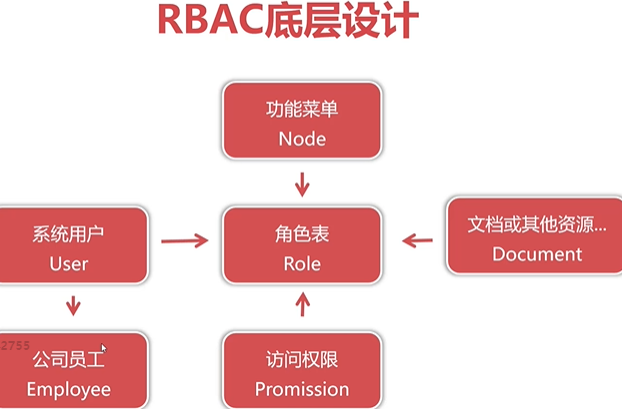 RBAC底层设计
功能菜单
Node
系统用户
User
角色表
Role
文档或其他资源...
Document
2755
公司员工
Employee
访问权限
Promission